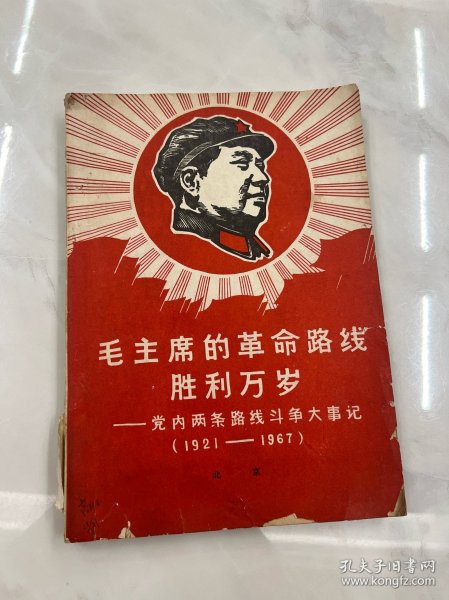 毛主席的革命路线
胜利万岁
——党内两条路线斗争大事记
(1921——1967)
北 京
孔夫子旧书网
www.kongfz.com